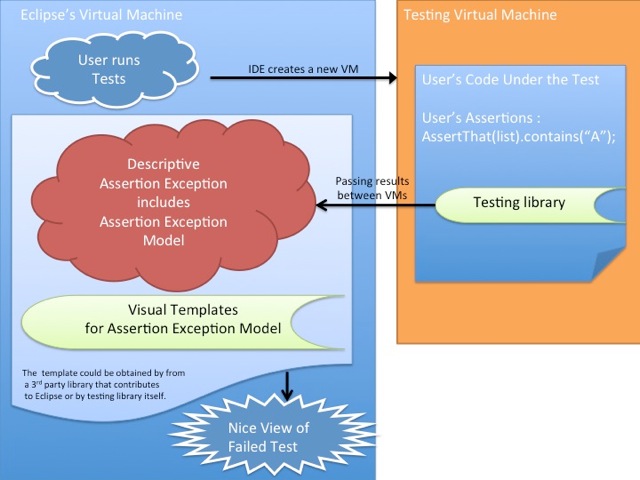 Eclipse's Virtual Machine
Testing Virtual Machine
User runs
Tests
IDE creates a new VM
User's Code Under the Test
User's Assertions :
AssertThat(list).contains("A");
Descriptive
Assertion Exception
includes
Assertion Exception
Model
Passing results
between VMs
Testing library
Visual Templates
for Assertion Exception Model
The template could be obtained by from
a 3rd party library that contributes
to Eclipse or by testing library itself.
Nice View of
Failed Test